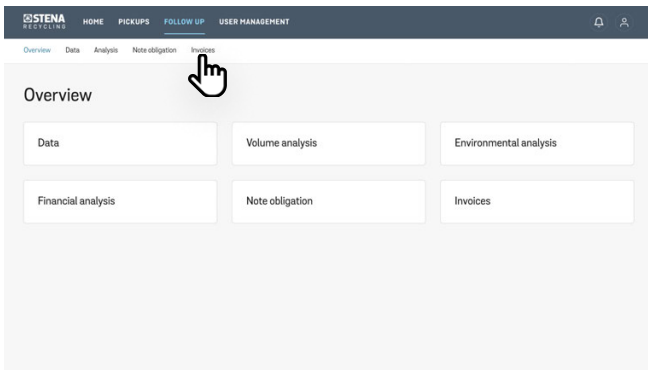 STENA
RECYCLING
HOME PICKUPS FOLLOW UP USER MANAGEMENT
Overview Data Analysis Note obligation Invoices
Overview
Data Volume analysis Environmental analysis
Financial analysis Note obligation Invoices